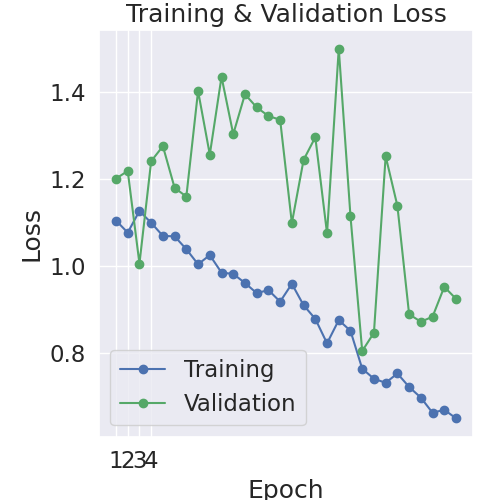 Training & Validation Loss
Loss
1.4
1.2
1.0
0.8
Training
Validation
1234
Epoch